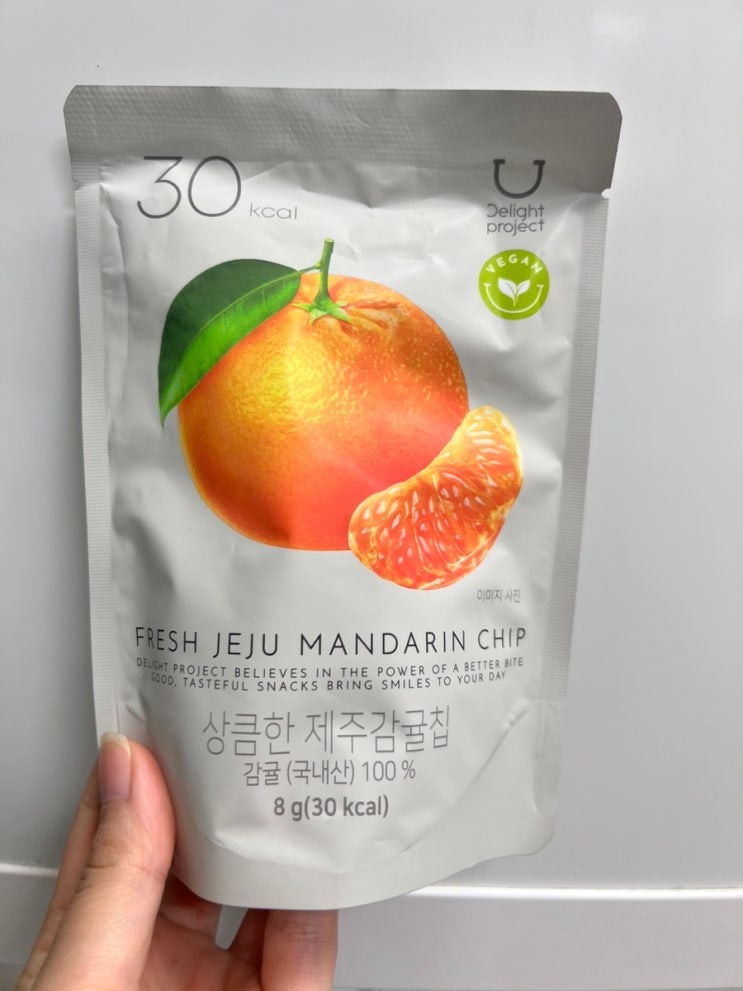 30 kcal
Delight
project
VEGAN
이미지 사진
FRESH JEJU MANDARIN CHIP
DELIGHT PROJECT BELIEVES IN THE POWER OF A BETTER BITE
GOOD, TASTEFUL SNACKS BRING SMILES TO YOUR DAY
상큼한 제주감귤칩
감귤 (국내산) 100 %
8 g(30 kcal)